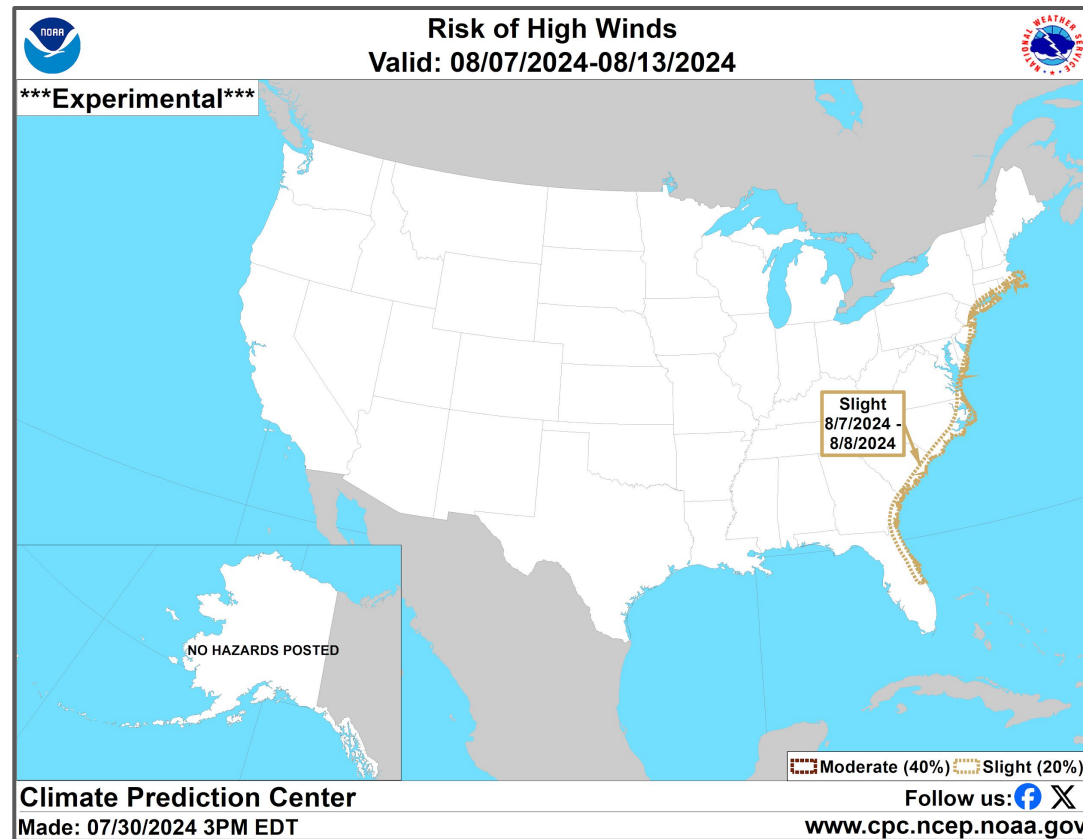 NOAA
Risk of High Winds
Valid: 08/07/2024-08/13/2024
NATIONAL WEATHER SERVICE
***Experimental***
Slight
8/7/2024 -
8/8/2024
NO HAZARDS POSTED
Moderate (40%) Slight (20%)
Climate Prediction Center
Follow us:
Made: 07/30/2024 3PM EDT
www.cpc.ncep.noaa.gov